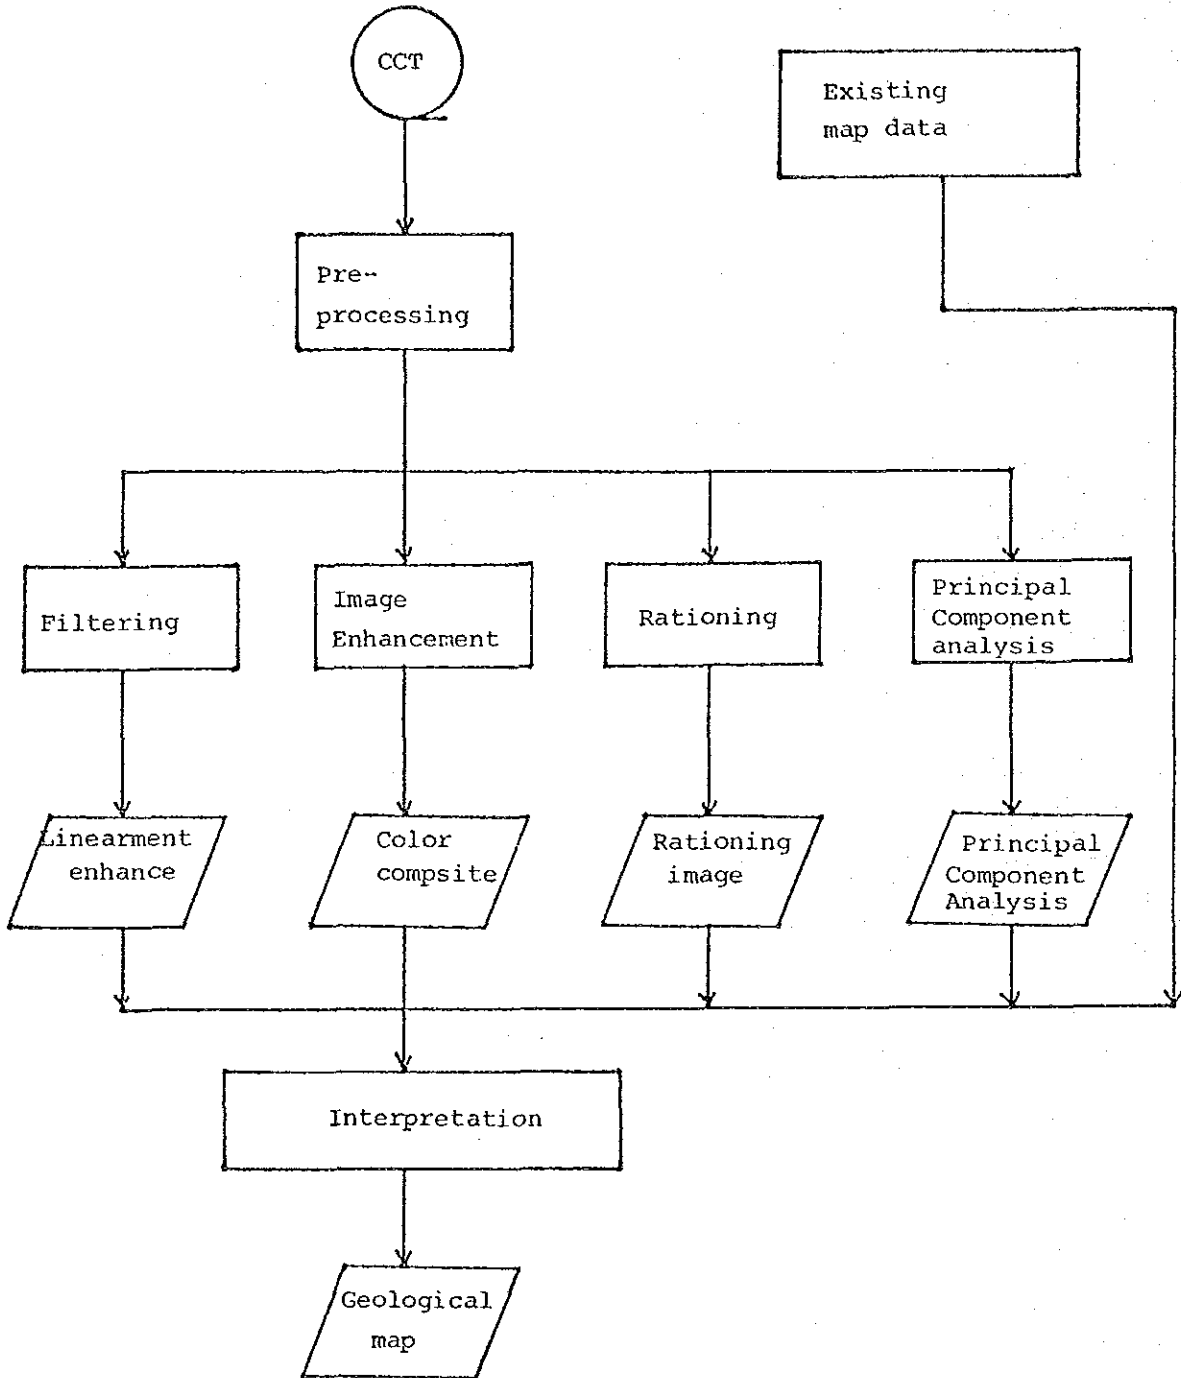 CCT
Existing
map data
Pre-
processing
Filtering
Image
Enhancement
Rationing
Principal
Component
analysis
Linearment
enhance
Color
compsite
Rationing
image
Principal
Component
Analysis
Interpretation
Geological
map